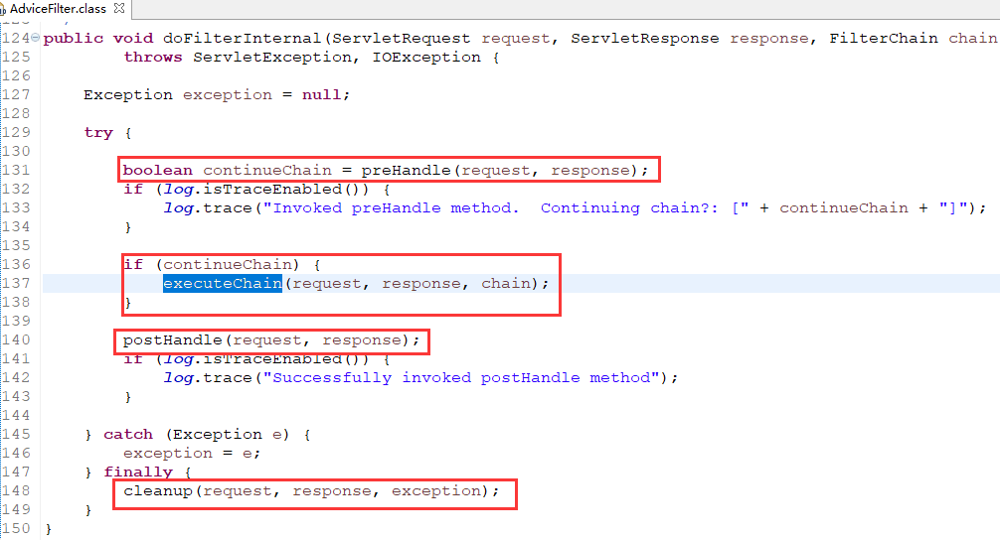 AdviceFilter.class
124 public void doFilterInternal(ServletRequest request, ServletResponse response, FilterChain chain
125 throws ServletException, IOException {
126
127 Exception exception = null;
128
129 try {
130
131 boolean continueChain = preHandle(request, response);
132 if (log.isTraceEnabled()) {
133 log.trace("Invoked preHandle method.  Continuing chain?: [" + continueChain + "]");
134 }
135
136 if (continueChain) {
137 executeChain(request, response, chain);
138 }
139
140 postHandle(request, response);
141 if (log.isTraceEnabled()) {
142 log.trace("Successfully invoked postHandle method");
143 }
144
145 } catch (Exception e) {
146 exception = e;
147 } finally {
148 cleanup(request, response, exception);
149 }
150 }